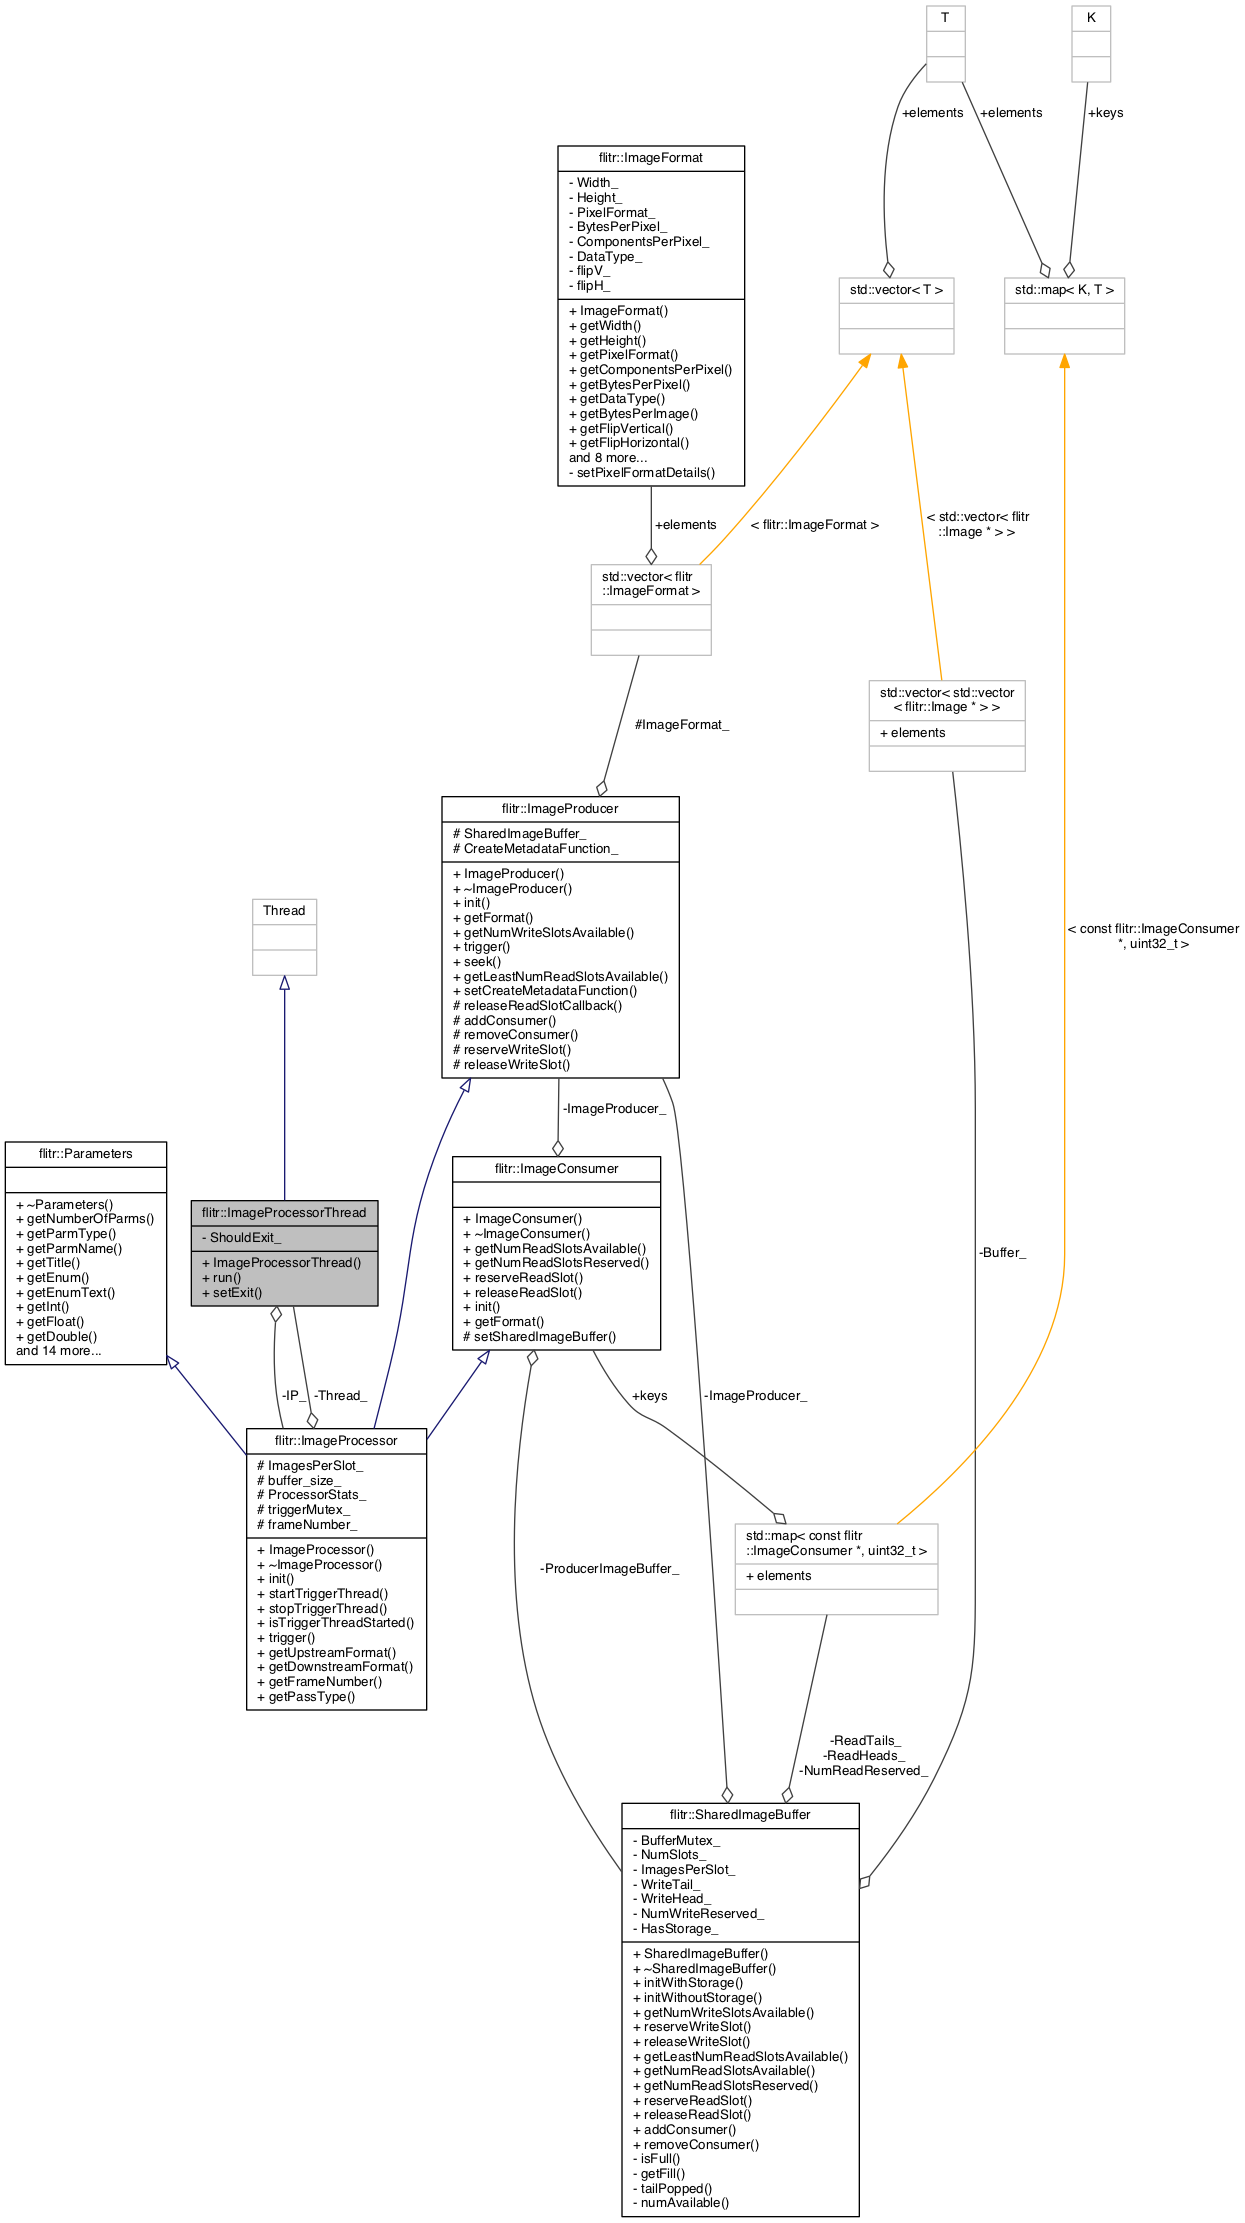 T
K
+elements
+elements
+keys
flitr::ImageFormat
- Width_
- Height_
- PixelFormat_
- BytesPerPixel_
- ComponentsPerPixel_
- DataType_
- flipV_
- flipH_
+ ImageFormat()
+ getWidth()
+ getHeight()
+ getPixelFormat()
+ getComponentsPerPixel()
+ getBytesPerPixel()
+ getDataType()
+ getBytesPerImage()
+ getFlipVertical()
+ getFlipHorizontal()
and 8 more...
- setPixelFormatDetails()
std::vector< T >
std::map< K, T >
+elements
< flitr::ImageFormat >
< std::vector< flitr
::Image * > >
std::vector< flitr
::ImageFormat >
std::vector< std::vector
< flitr::Image * > >
+ elements
#ImageFormat_
flitr::ImageProducer
# SharedImageBuffer_
# CreateMetadataFunction_
+ ImageProducer()
+ ~ImageProducer()
+ init()
+ getFormat()
+ getNumWriteSlotsAvailable()
+ trigger()
+ seek()
+ getLeastNumReadSlotsAvailable()
+ setCreateMetadataFunction()
# releaseReadSlotCallback()
# addConsumer()
# removeConsumer()
# reserveWriteSlot()
# releaseWriteSlot()
Thread
< const flitr::ImageConsumer
*, uint32_t >
-ImageProducer_
flitr::Parameters
+ ~Parameters()
+ getNumberOfParms()
+ getParmType()
+ getParmName()
+ getTitle()
+ getEnum()
+ getEnumText()
+ getInt()
+ getFloat()
+ getDouble()
and 14 more...
flitr::ImageProcessorThread
- ShouldExit_
+ ImageProcessorThread()
+ run()
+ setExit()
flitr::ImageConsumer
+ ImageConsumer()
+ ~ImageConsumer()
+ getNumReadSlotsAvailable()
+ getNumReadSlotsReserved()
+ reserveReadSlot()
+ releaseReadSlot()
+ init()
+ getFormat()
# setSharedImageBuffer()
-Buffer_
-IP_
-Thread_
+keys
-ImageProducer_
flitr::ImageProcessor
# ImagesPerSlot_
# buffer_size_
# ProcessorStats_
# triggerMutex_
# frameNumber_
+ ImageProcessor()
+ ~ImageProcessor()
+ init()
+ startTriggerThread()
+ stopTriggerThread()
+ isTriggerThreadStarted()
+ trigger()
+ getUpstreamFormat()
+ getDownstreamFormat()
+ getFrameNumber()
+ getPassType()
-ProducerImageBuffer_
std::map< const flitr
::ImageConsumer *, uint32_t >
+ elements
-ReadTails_
-ReadHeads_
-NumReadReserved_
flitr::SharedImageBuffer
- BufferMutex_
- NumSlots_
- ImagesPerSlot_
- WriteTail_
- WriteHead_
- NumWriteReserved_
- HasStorage_
+ SharedImageBuffer()
+ ~SharedImageBuffer()
+ initWithStorage()
+ initWithoutStorage()
+ getNumWriteSlotsAvailable()
+ reserveWriteSlot()
+ releaseWriteSlot()
+ getLeastNumReadSlotsAvailable()
+ getNumReadSlotsAvailable()
+ getNumReadSlotsReserved()
+ reserveReadSlot()
+ releaseReadSlot()
+ addConsumer()
+ removeConsumer()
- isFull()
- getFill()
- tailPopped()
- numAvailable()